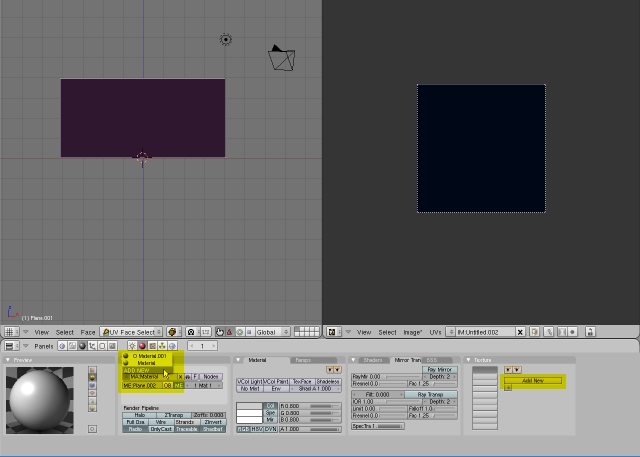 (1) Plane.001
View Select Face UV Face Select Global
View Select Image* UVs IM:Untitled.002
Panels 1
Preview
O Material.001
Material
ADD NEW
MA:Material F Nodes
ME:Plane.002 OB ME 1 Mat 1
Render Pipeline
Halo ZTransp Zoffs: 0.000
Full Osa Wire Strands ZInvert
Radio OnlyCast Traceable Shadbuf
Material Ramps
VCol Light VCol Paint TexFace Shadeless
No Mist Env Shad A 1.000
Col R 0.800
Spe G 0.800
Mir B 0.800
RGB HSV DYN A 1.000
Shaders Mirror Tran SSS
Ray Mirror
RayMir 0.00 Depth: 2
Fresnel 0.0 Fac 1.25
Filt: 0.000 Ray Transp
IOR 1.00 Depth: 2
Limit 0.00 Falloff 1.0
Fresnel 0.0 Fac 1.25
SpecTra 1
Texture
Add New